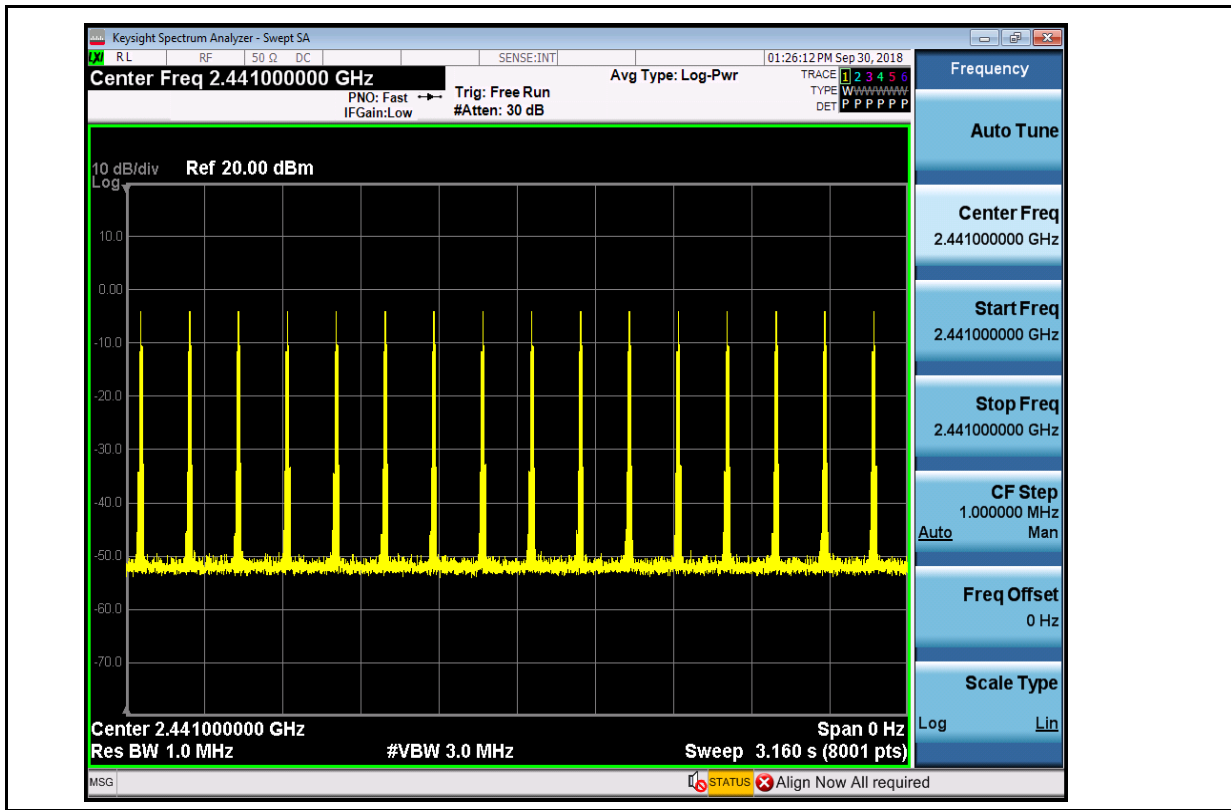 Keysight Spectrum Analyzer - Swept SA
LXI RL RF 50 Ω DC SENSE:INT 01:26:12 PM Sep 30, 2018
Center Freq 2.441000000 GHz Avg Type: Log-Pwr TRACE 1 2 3 4 5 6
PNO: Fast Trig: Free Run TYPE WWWWWWW
IFGain:Low #Atten: 30 dB DET P P P P P P
10 dB/div Ref 20.00 dBm
Log
10.0
0.00
-10.0
-20.0
-30.0
-40.0
-50.0
-60.0
-70.0
Center 2.441000000 GHz Span 0 Hz
Res BW 1.0 MHz #VBW 3.0 MHz Sweep 3.160 s (8001 pts)
MSG STATUS Align Now All required
Frequency
Auto Tune
Center Freq
2.441000000 GHz
Start Freq
2.441000000 GHz
Stop Freq
2.441000000 GHz
CF Step
1.000000 MHz
Auto Man
Freq Offset
0 Hz
Scale Type
Log Lin